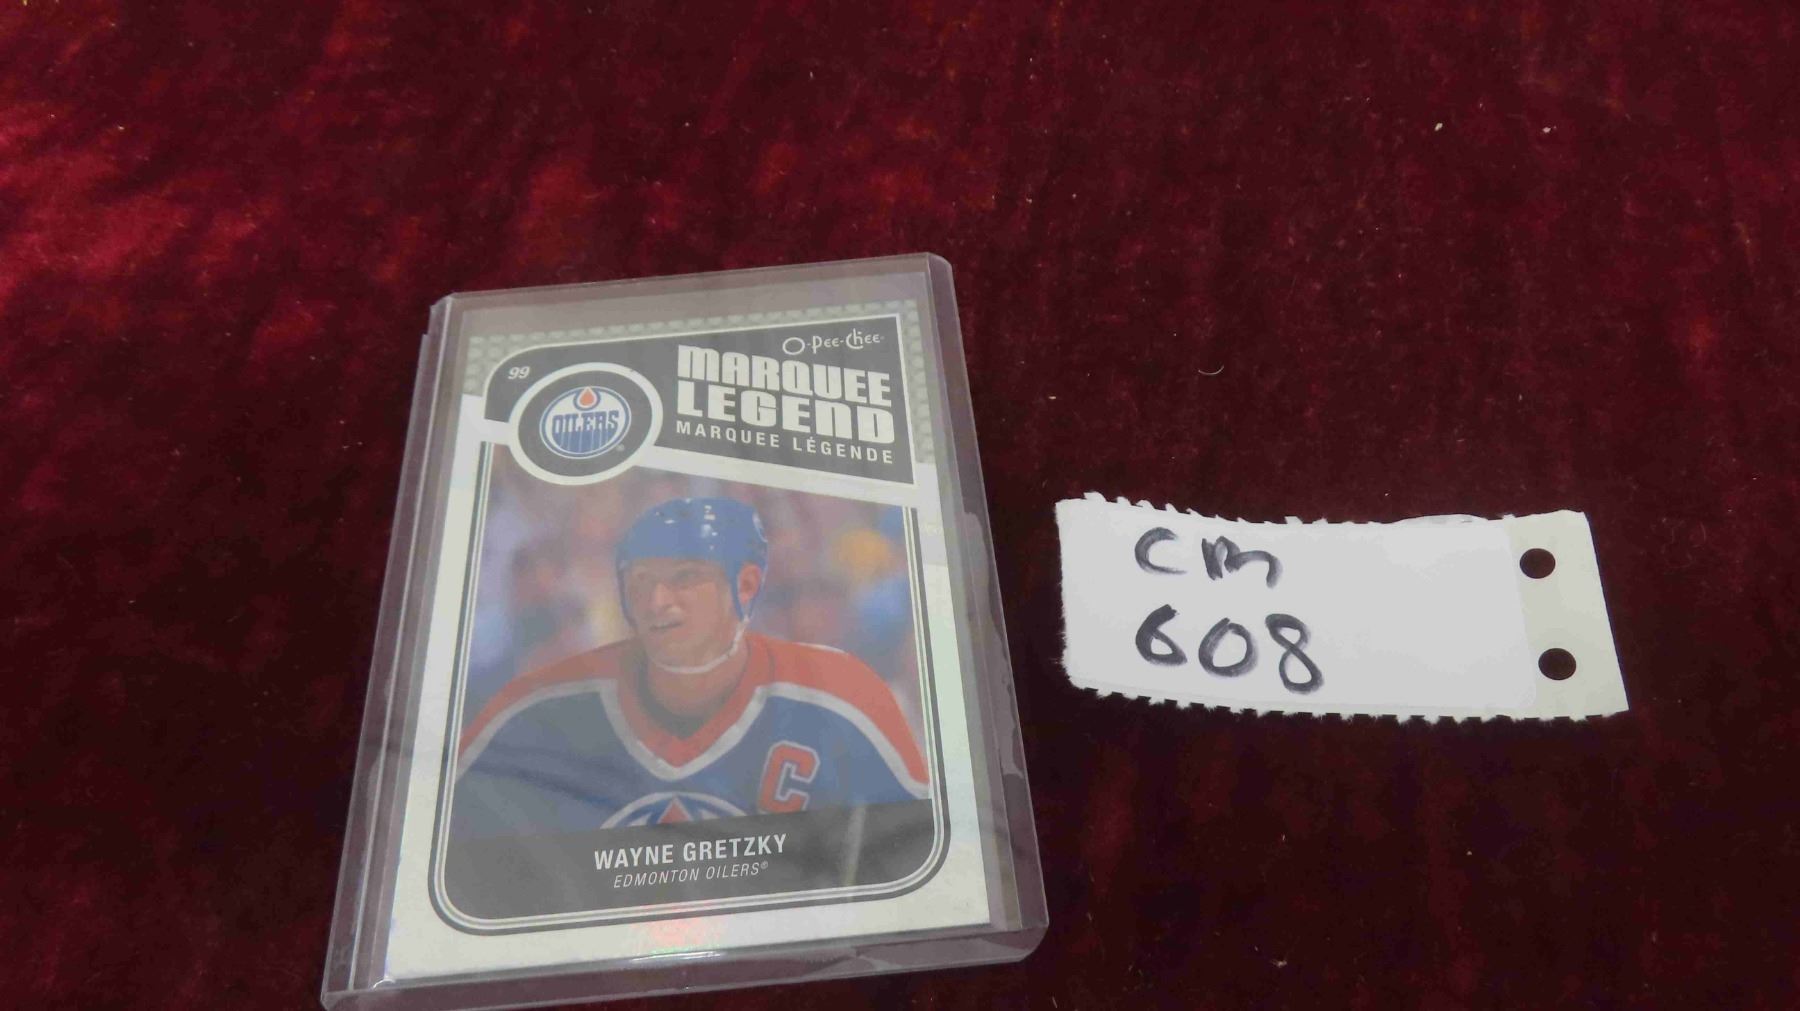 O-Pee-Chee
99
OILERS
MARQUEE
LEGEND
MARQUEE LÉGENDE
C
WAYNE GRETZKY
EDMONTON OILERS®
CM
608